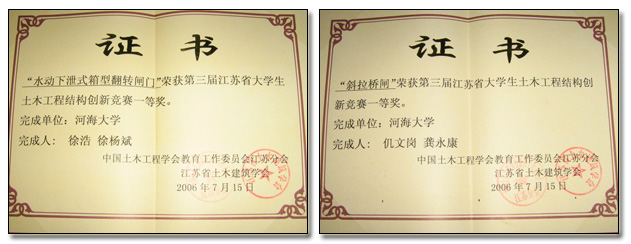 证 书
“水动下泄式箱型翻转闸门”荣获第三届江苏省大学生
土木工程结构创新竞赛一等奖。
完成单位：河海大学
完成人： 徐浩 徐杨斌
中国土木工程学会教育工作委员会江苏分会
江苏省土木建筑学会
2006年7月15日
证 书
“斜拉桥闸”荣获第三届江苏省大学生土木工程结构创
新竞赛一等奖。
完成单位：河海大学
完成人： 仉文岗 龚永康
中国土木工程学会教育工作委员会江苏分会
江苏省土木建筑学会
2006年7月15日